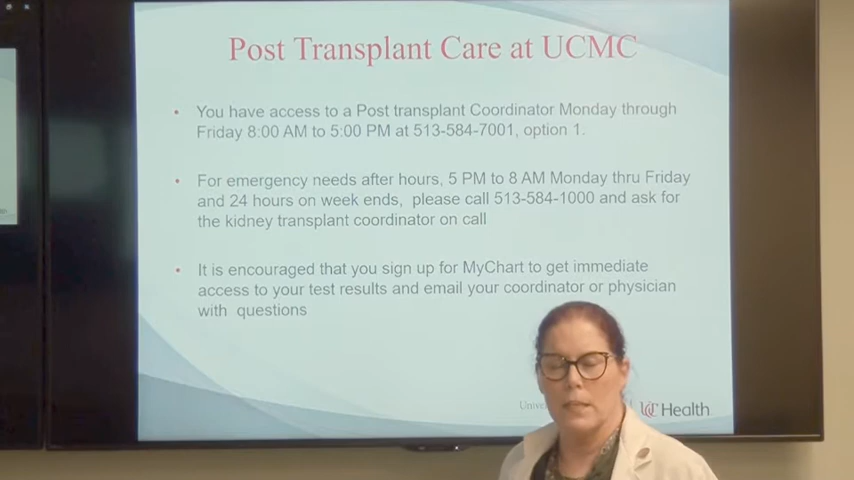 Post Transplant Care at UCMC
• You have access to a Post transplant Coordinator Monday through
Friday 8:00 AM to 5:00 PM at 513-584-7001, option 1.
• For emergency needs after hours, 5 PM to 8 AM Monday thru Friday
and 24 hours on week ends, please call 513-584-1000 and ask for
the kidney transplant coordinator on call
• It is encouraged that you sign up for MyChart to get immediate
access to your test results and email your coordinator or physician
with questions
UC Health